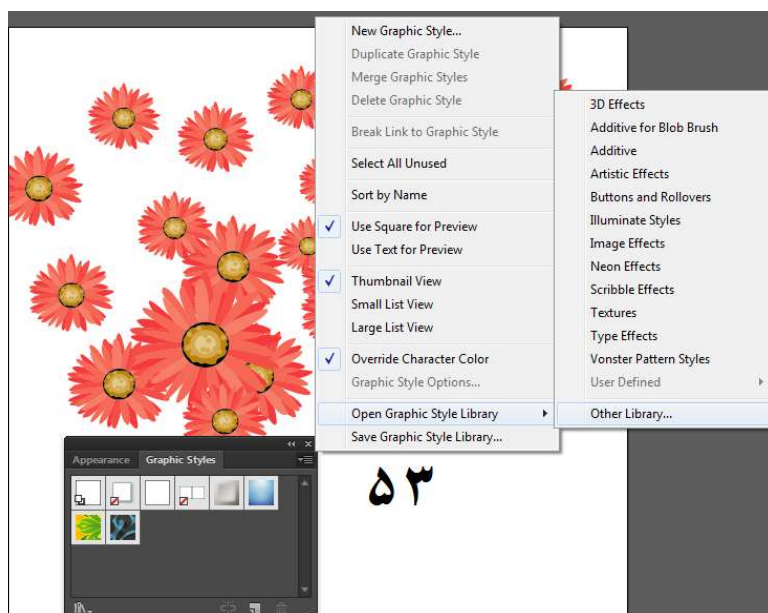 New Graphic Style...
Duplicate Graphic Style
Merge Graphic Styles
Delete Graphic Style
Break Link to Graphic Style
Select All Unused
Sort by Name
Use Square for Preview
Use Text for Preview
Thumbnail View
Small List View
Large List View
Override Character Color
Graphic Style Options...
Open Graphic Style Library
Save Graphic Style Library...
3D Effects
Additive for Blob Brush
Additive
Artistic Effects
Buttons and Rollovers
Illuminate Styles
Image Effects
Neon Effects
Scribble Effects
Textures
Type Effects
Vonster Pattern Styles
User Defined
Other Library...
Appearance
Graphic Styles
۵۳